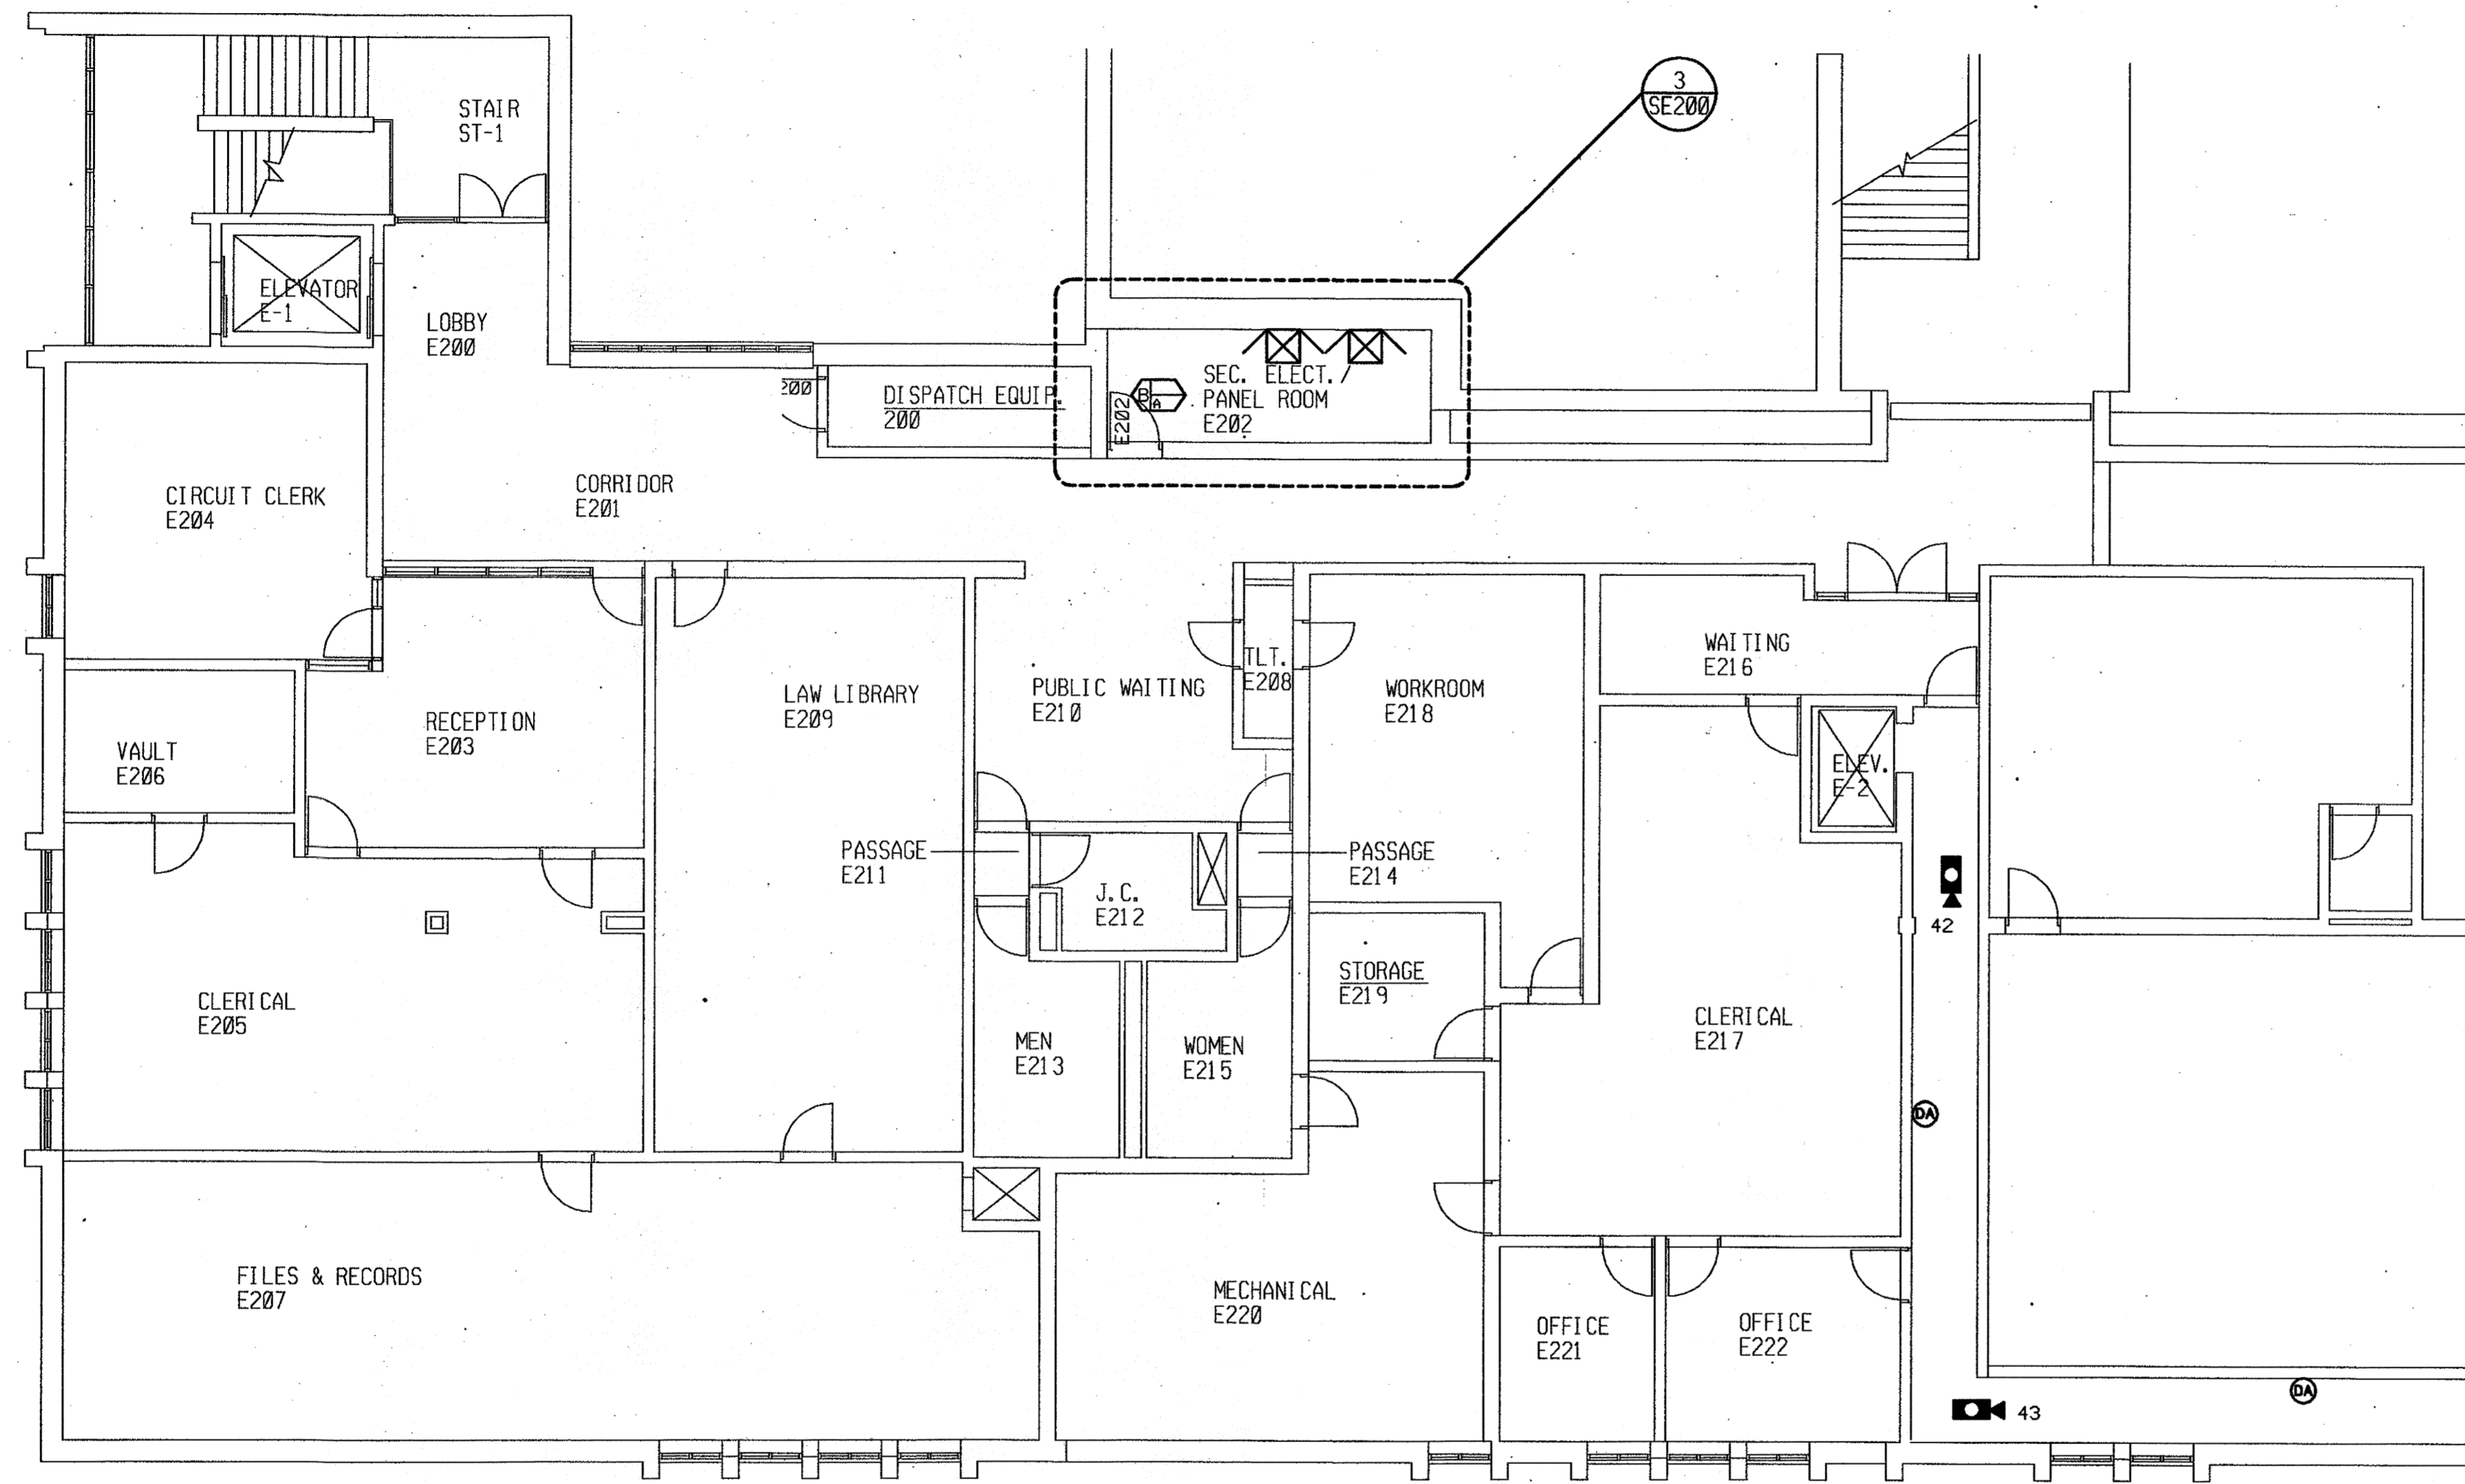 3
SE200
STAIR
ST-1
ELEVATOR
E-1
LOBBY
E200
200
DISPATCH EQUIP.
200
E202
B
A
SEC. ELECT.
PANEL ROOM
E202
CIRCUIT CLERK
E204
CORRIDOR
E201
WAITING
E216
TLT.
E208
LAW LIBRARY
E209
PUBLIC WAITING
E210
WORKROOM
E218
RECEPTION
E203
VAULT
E206
ELEV.
E-2
PASSAGE
E211
PASSAGE
E214
J.C.
E212
42
STORAGE
E219
CLERICAL
E205
CLERICAL
E217
MEN
E213
WOMEN
E215
DA
FILES & RECORDS
E207
MECHANICAL
E220
OFFICE
E221
OFFICE
E222
DA
43